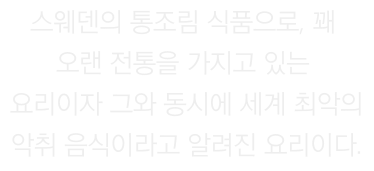 스웨덴의 통조림 식품으로, 꽤
오랜 전통을 가지고 있는
요리이자 그와 동시에 세계 최악의
악취 음식이라고 알려진 요리이다.